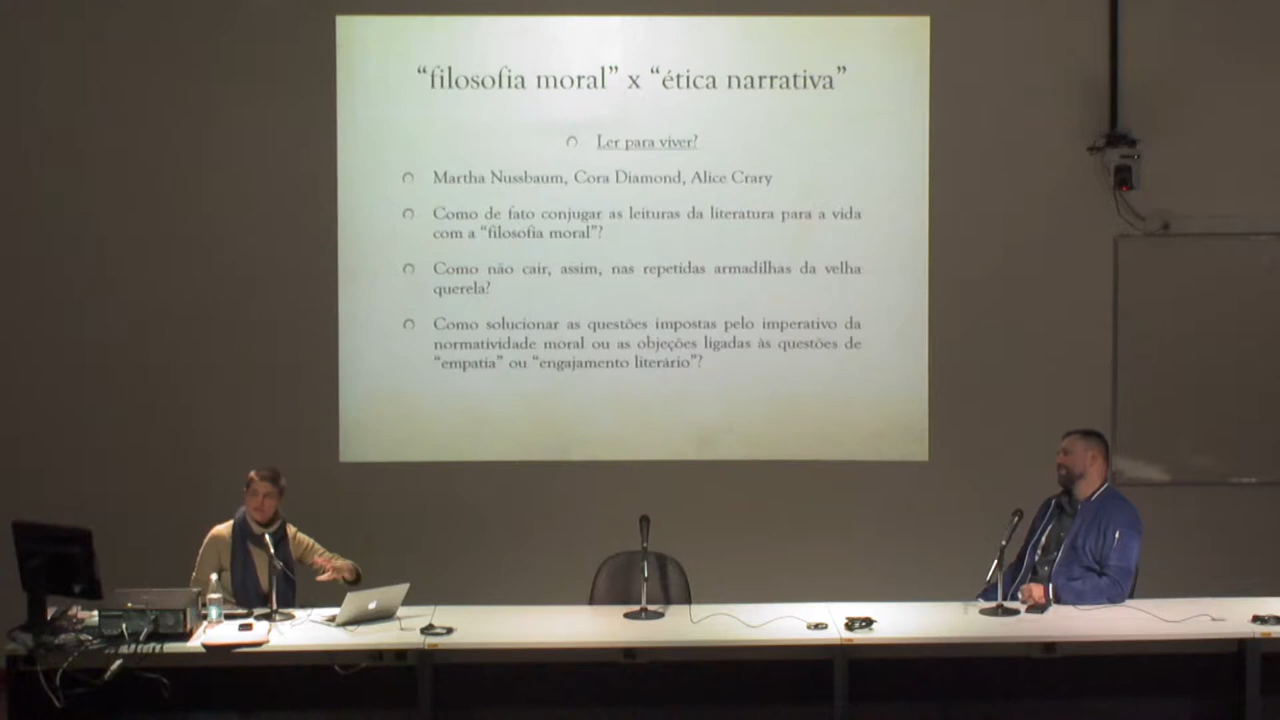 “filosofia moral” x “ética narrativa”
Ler para viver?
Martha Nussbaum, Cora Diamond, Alice Crary
Como de fato conjugar as leituras da literatura para a vida
com a “filosofia moral”?
Como não cair, assim, nas repetidas armadilhas da velha
querela?
Como solucionar as questões impostas pelo imperativo da
normatividade moral ou as objeções ligadas às questões de
“empatia” ou “engajamento literário”?